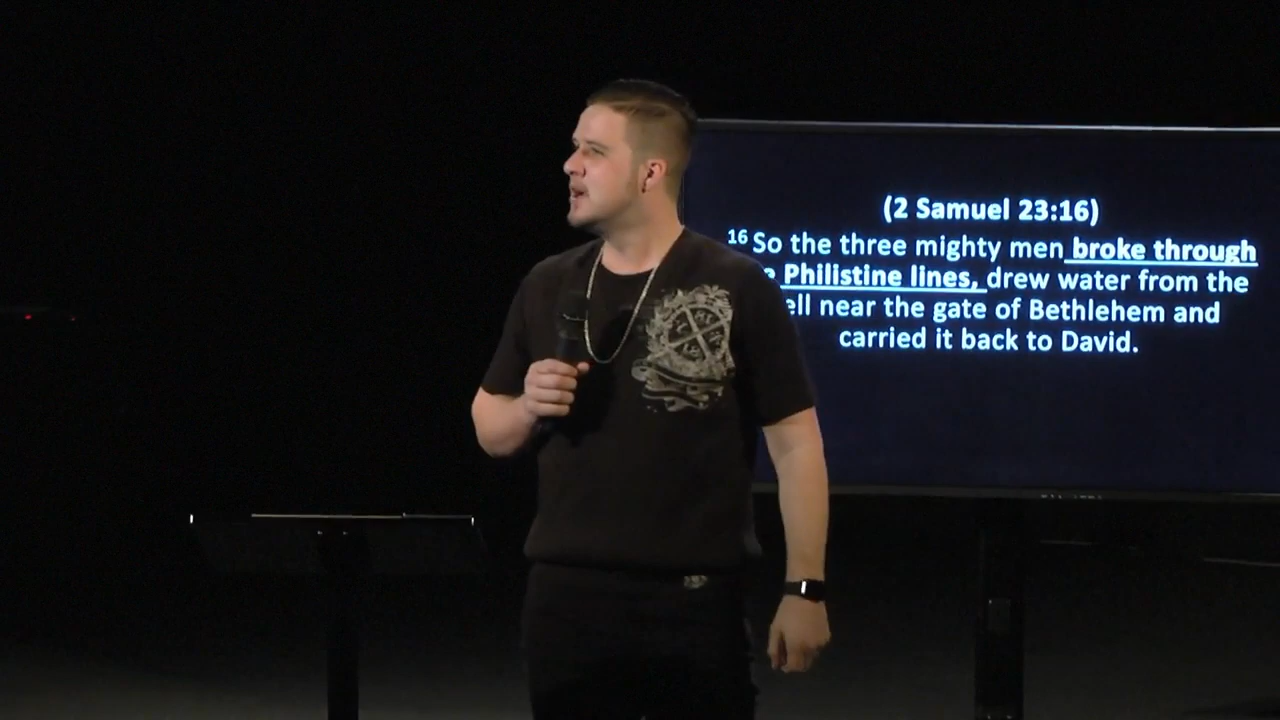 (2 Samuel 23:16)
16 So the three mighty men broke through
Philistine lines, drew water from the
near the gate of Bethlehem and
carried it back to David.